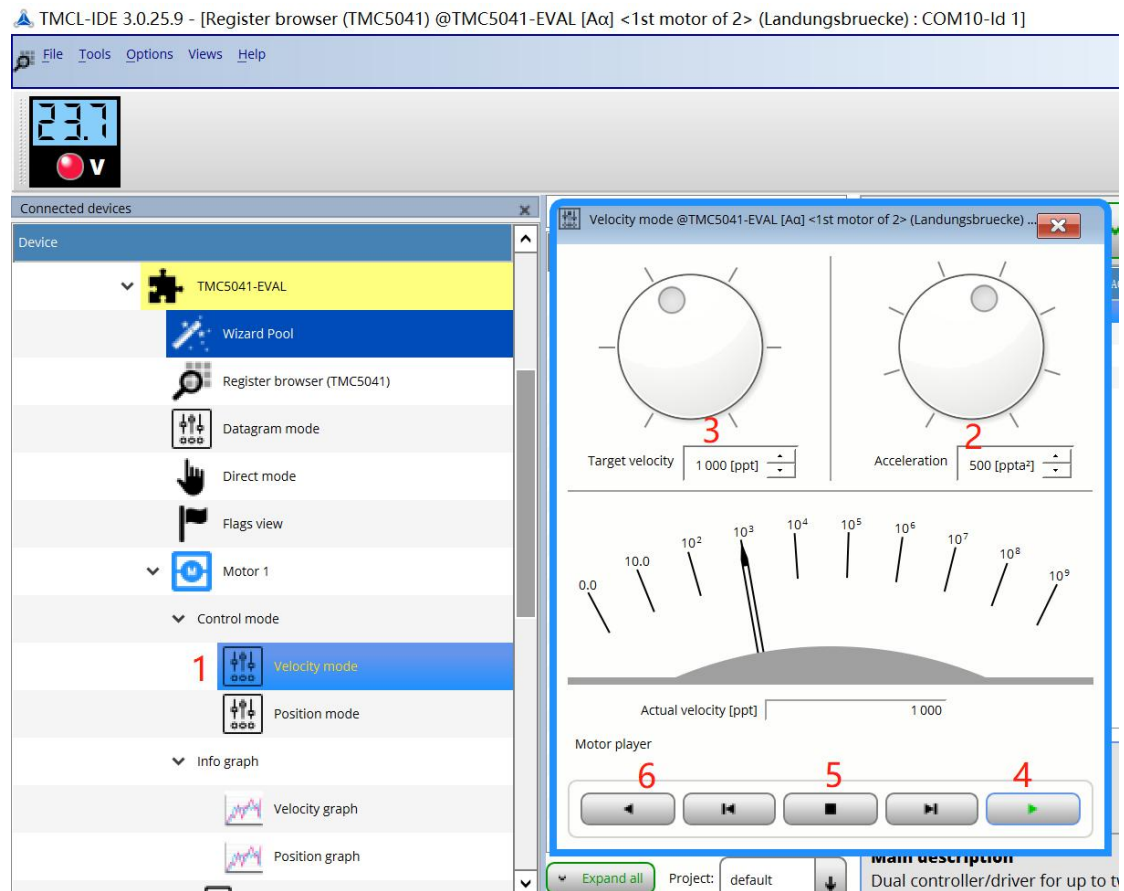 TMCL-IDE 3.0.25.9 - [Register browser (TMC5041) @TMC5041-EVAL [Aα] <1st motor of 2> (Landungsbruecke) : COM10-Id 1]
File Tools Options Views Help
23.7
V
Connected devices
Device
TMC5041-EVAL
Wizard Pool
Register browser (TMC5041)
Datagram mode
Direct mode
Flags view
Motor 1
Control mode
1 Velocity mode
Position mode
Info graph
Velocity graph
Position graph
Velocity mode @TMC5041-EVAL [Aα] <1st motor of 2> (Landungsbruecke) ...
3
2
Target velocity 1 000 [ppt]
Acceleration 500 [ppta²]
0.0 10.0 10² 10³ 10⁴ 10⁵ 10⁶ 10⁷ 10⁸ 10⁹
Actual velocity [ppt] 1 000
Motor player
6 5 4
Expand all Project: default
Main description
Dual controller/driver for up to